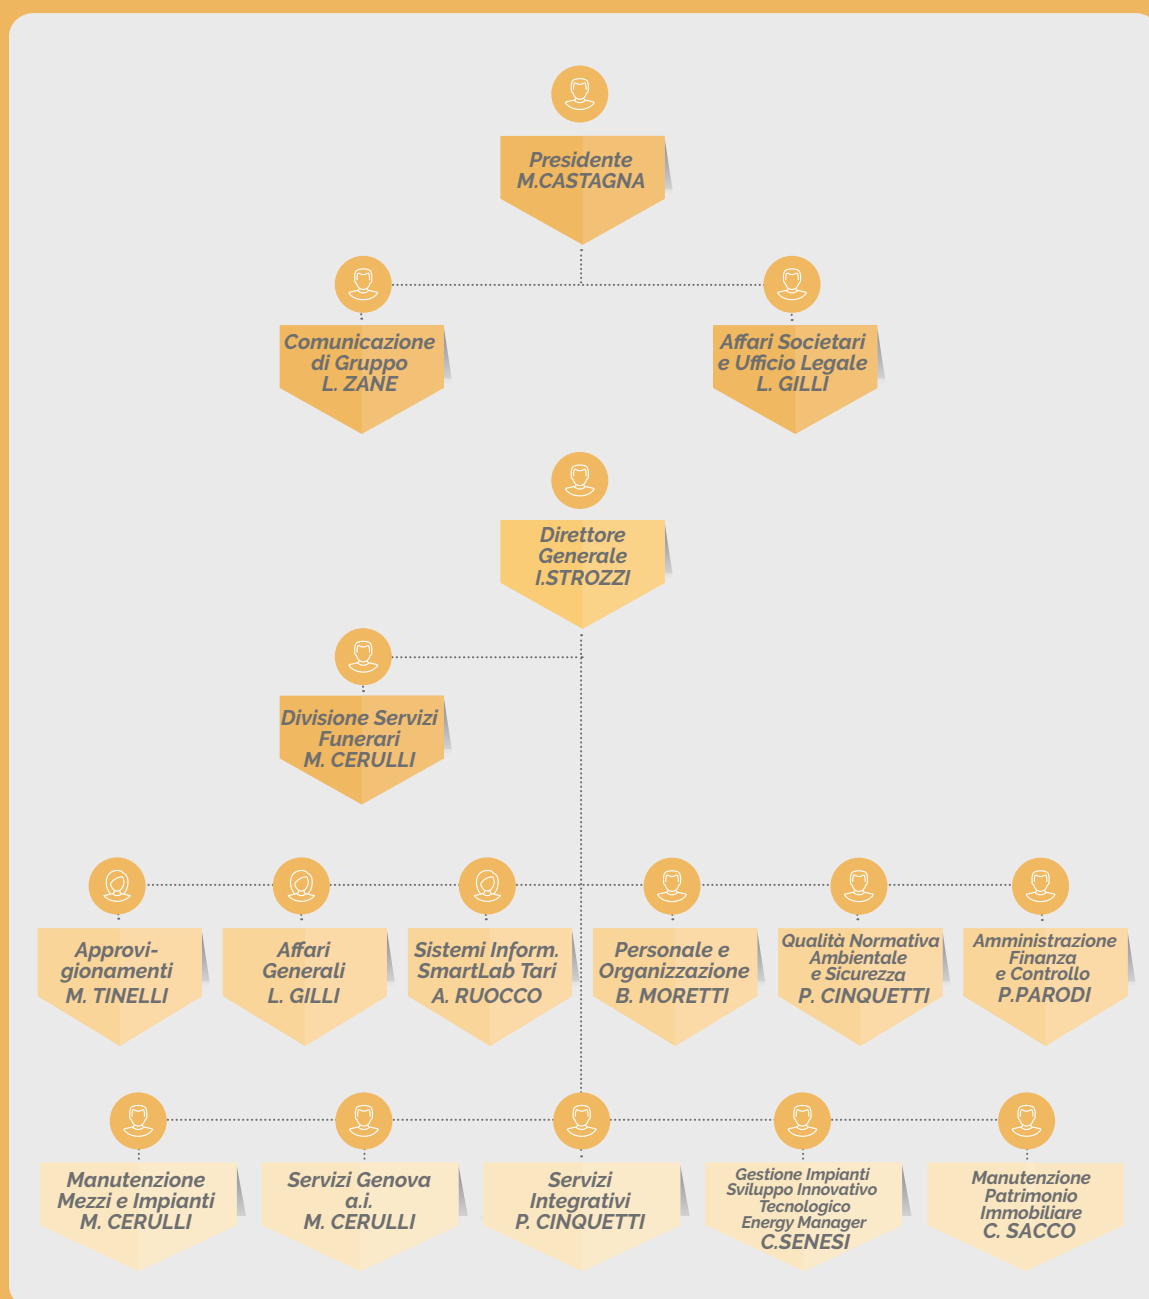 Presidente
M.CASTAGNA
Comunicazione
di Gruppo
L. ZANE
Affari Societari
e Ufficio Legale
L. GILLI
Direttore
Generale
I.STROZZI
Divisione Servizi
Funerari
M. CERULLI
Approvi-
gionamenti
M. TINELLI
Affari
Generali
L. GILLI
Sistemi Inform.
SmartLab Tari
A. RUOCCO
Personale e
Organizzazione
B. MORETTI
Qualità Normativa
Ambientale
e Sicurezza
P. CINQUETTI
Amministrazione
Finanza
e Controllo
P.PARODI
Manutenzione
Mezzi e Impianti
M. CERULLI
Servizi Genova
a.i.
M. CERULLI
Servizi
Integrativi
P. CINQUETTI
Gestione Impianti
Sviluppo Innovativo
Tecnologico
Energy Manager
C.SENESI
Manutenzione
Patrimonio
Immobiliare
C. SACCO